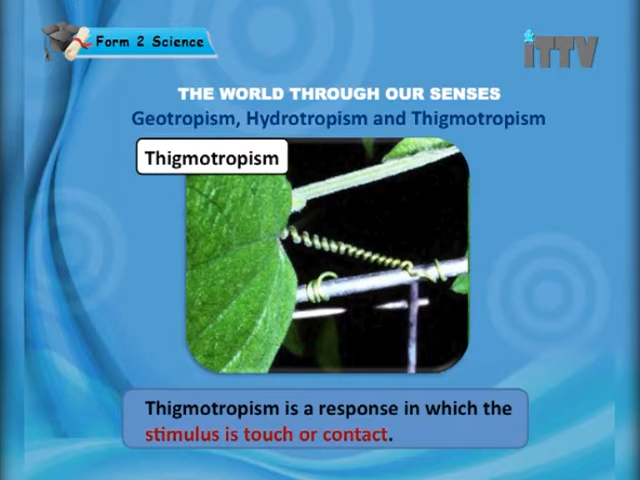 Form 2 Science
iTTV
THE WORLD THROUGH OUR SENSES
Geotropism, Hydrotropism and Thigmotropism
Thigmotropism
Thigmotropism is a response in which the
stimulus is touch or contact.